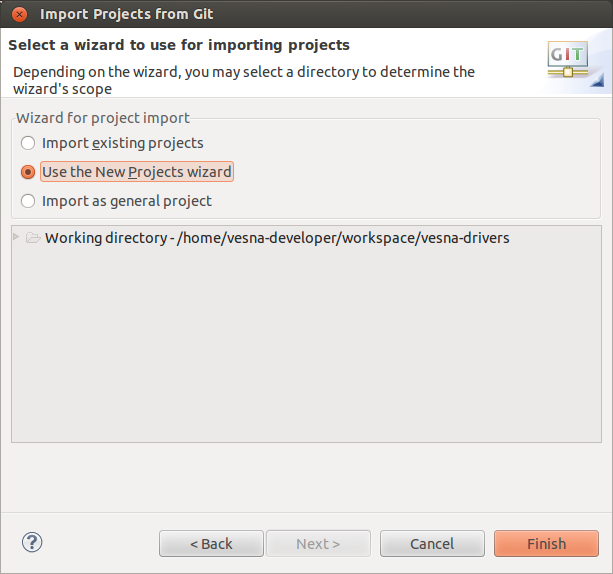 Import Projects from Git
Select a wizard to use for importing projects
Depending on the wizard, you may select a directory to determine the
wizard's scope
GIT
Wizard for project import
Import existing projects
Use the New Projects wizard
Import as general project
Working directory - /home/vesna-developer/workspace/vesna-drivers
?
< Back
Next >
Cancel
Finish